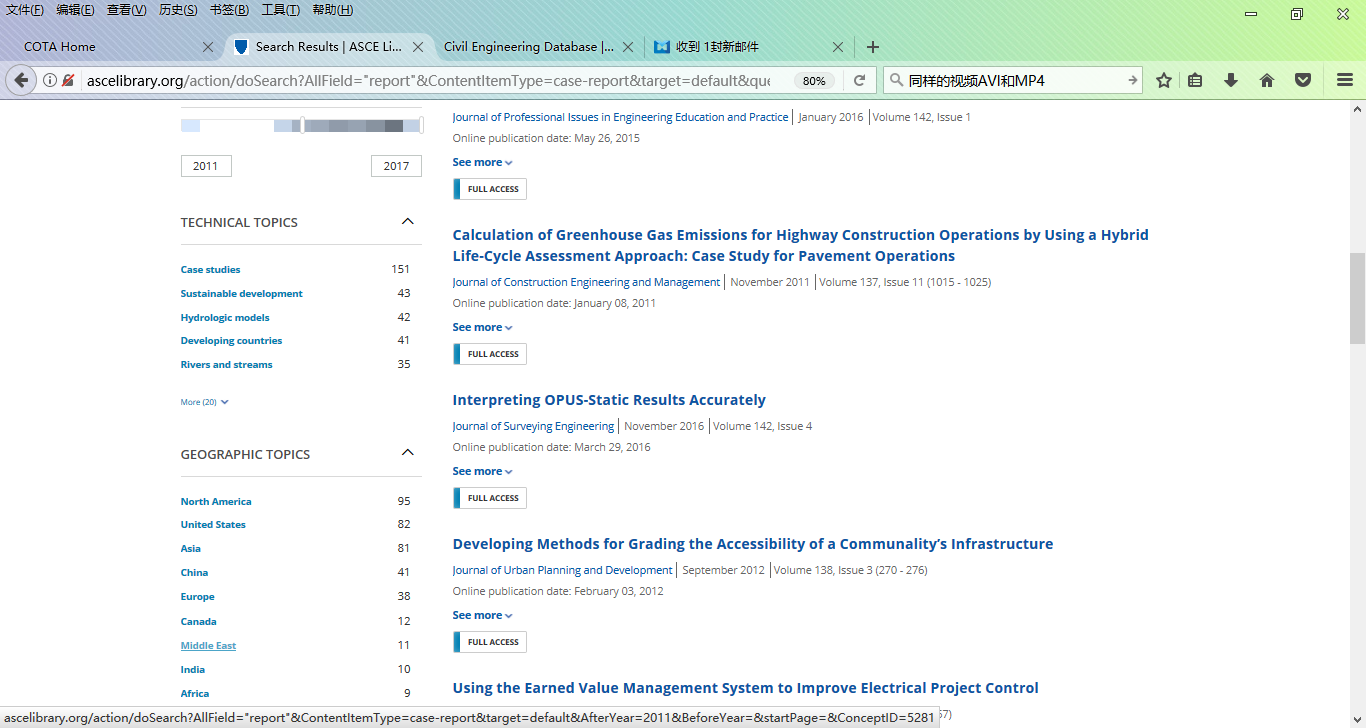 文件(F) 编辑(E) 查看(V) 历史(S) 书签(B) 工具(T) 帮助(H)
COTA Home
Search Results | ASCE Li...
Civil Engineering Database |...
收到 1封新邮件
ascelibrary.org/action/doSearch?AllField="report"&ContentItemType=case-report&target=default&que
80%
同样的视频AVI和MP4
2011
2017
TECHNICAL TOPICS
Case studies 151
Sustainable development 43
Hydrologic models 42
Developing countries 41
Rivers and streams 35
More (20)
GEOGRAPHIC TOPICS
North America 95
United States 82
Asia 81
China 41
Europe 38
Canada 12
Middle East 11
India 10
Africa 9
Journal of Professional Issues in Engineering Education and Practice | January 2016 | Volume 142, Issue 1
Online publication date: May 26, 2015
See more
FULL ACCESS
Calculation of Greenhouse Gas Emissions for Highway Construction Operations by Using a Hybrid
Life-Cycle Assessment Approach: Case Study for Pavement Operations
Journal of Construction Engineering and Management | November 2011 | Volume 137, Issue 11 (1015 - 1025)
Online publication date: January 08, 2011
See more
FULL ACCESS
Interpreting OPUS-Static Results Accurately
Journal of Surveying Engineering | November 2016 | Volume 142, Issue 4
Online publication date: March 29, 2016
See more
FULL ACCESS
Developing Methods for Grading the Accessibility of a Communality’s Infrastructure
Journal of Urban Planning and Development | September 2012 | Volume 138, Issue 3 (270 - 276)
Online publication date: February 03, 2012
See more
FULL ACCESS
Using the Earned Value Management System to Improve Electrical Project Control
ascelibrary.org/action/doSearch?AllField="report"&ContentItemType=case-report&target=default&AfterYear=2011&BeforeYear=&startPage=&ConceptID=5281